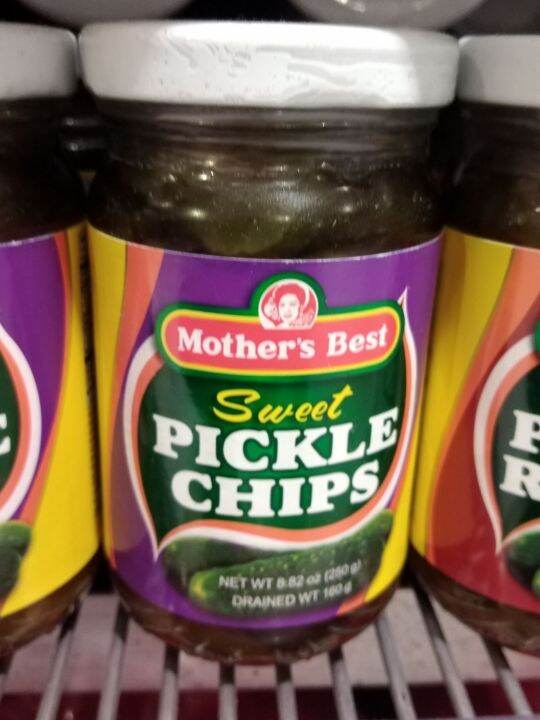 Mother's Best
Sweet
PICKLE
CHIPS
NET WT 8.82 oz (250 g)
DRAINED WT 160 g
P
R